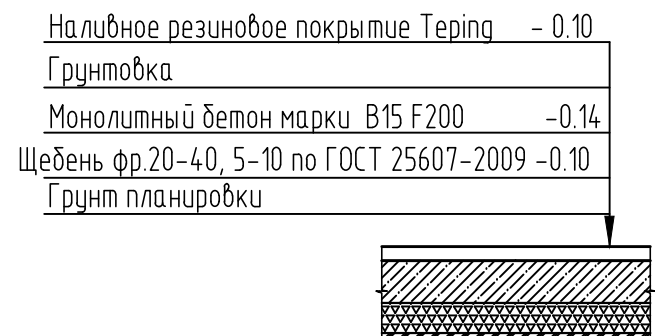 Наливное резиновое покрытие Teping - 0.10
Грунтовка
Монолитный бетон марки В15 F200 -0.14
Щебень фр.20-40, 5-10 по ГОСТ 25607-2009 -0.10
Грунт планировки